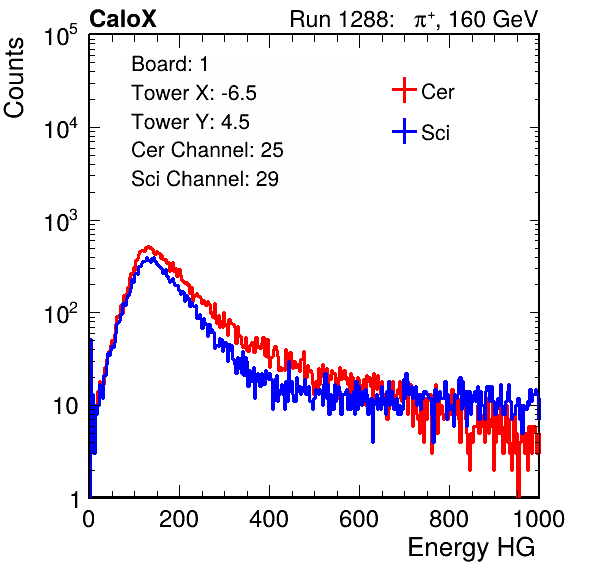 CaloX Run 1288: π⁺, 160 GeV
Counts
Board: 1
Tower X: -6.5
Tower Y: 4.5
Cer Channel: 25
Sci Channel: 29
Cer
Sci
10⁵
10⁴
10³
10²
10
1
0 200 400 600 800 1000
Energy HG